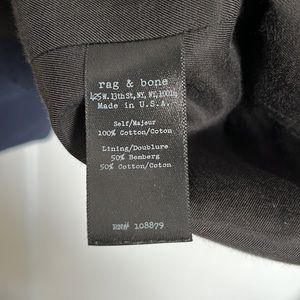 rag & bone
425 W. 13th St, NY, NY, 10014
Made in U.S.A.
Self/Majeur
100% Cotton/Coton
Lining/Doublure
50% Bemberg
50% Cotton/Coton
RN# 108879